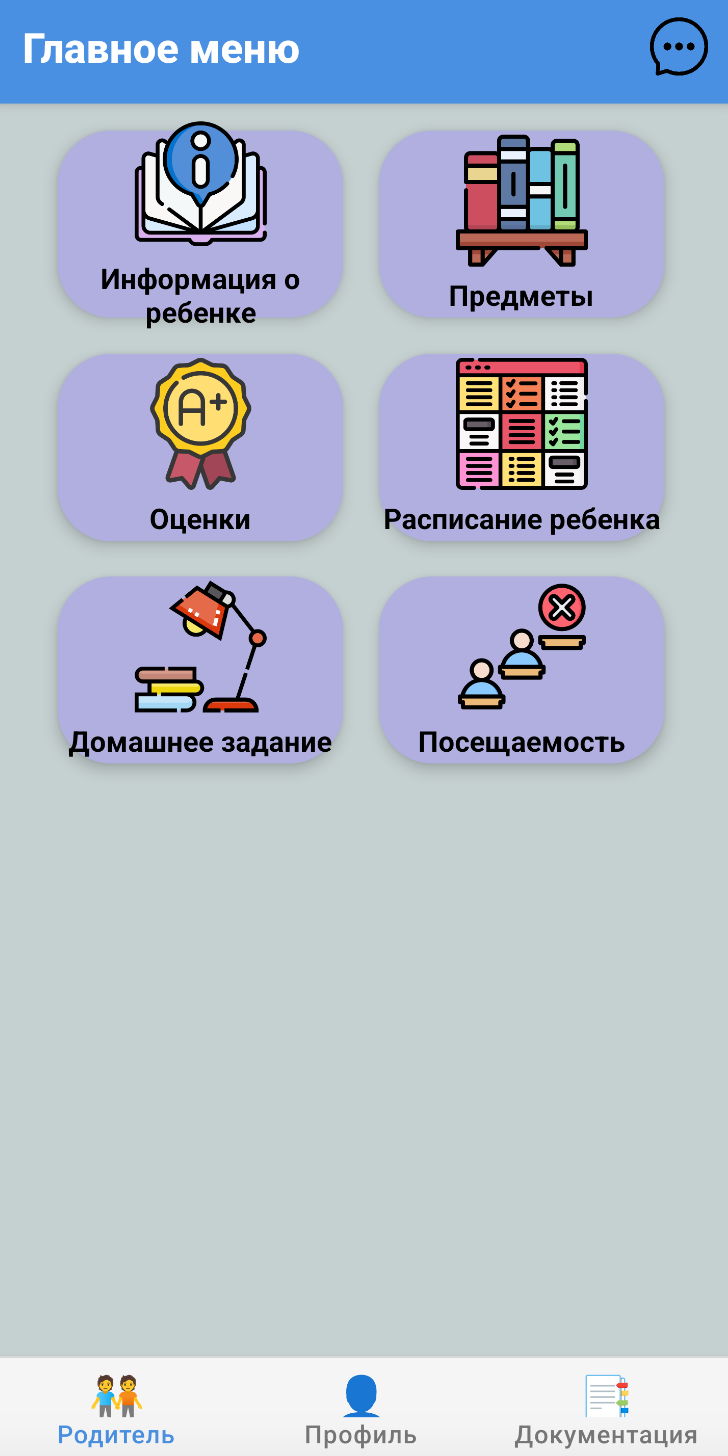 Главное меню
Информация о
ребенке
Предметы
A+
Оценки
Расписание ребенка
Домашнее задание
Посещаемость
Родитель
Профиль
Документация